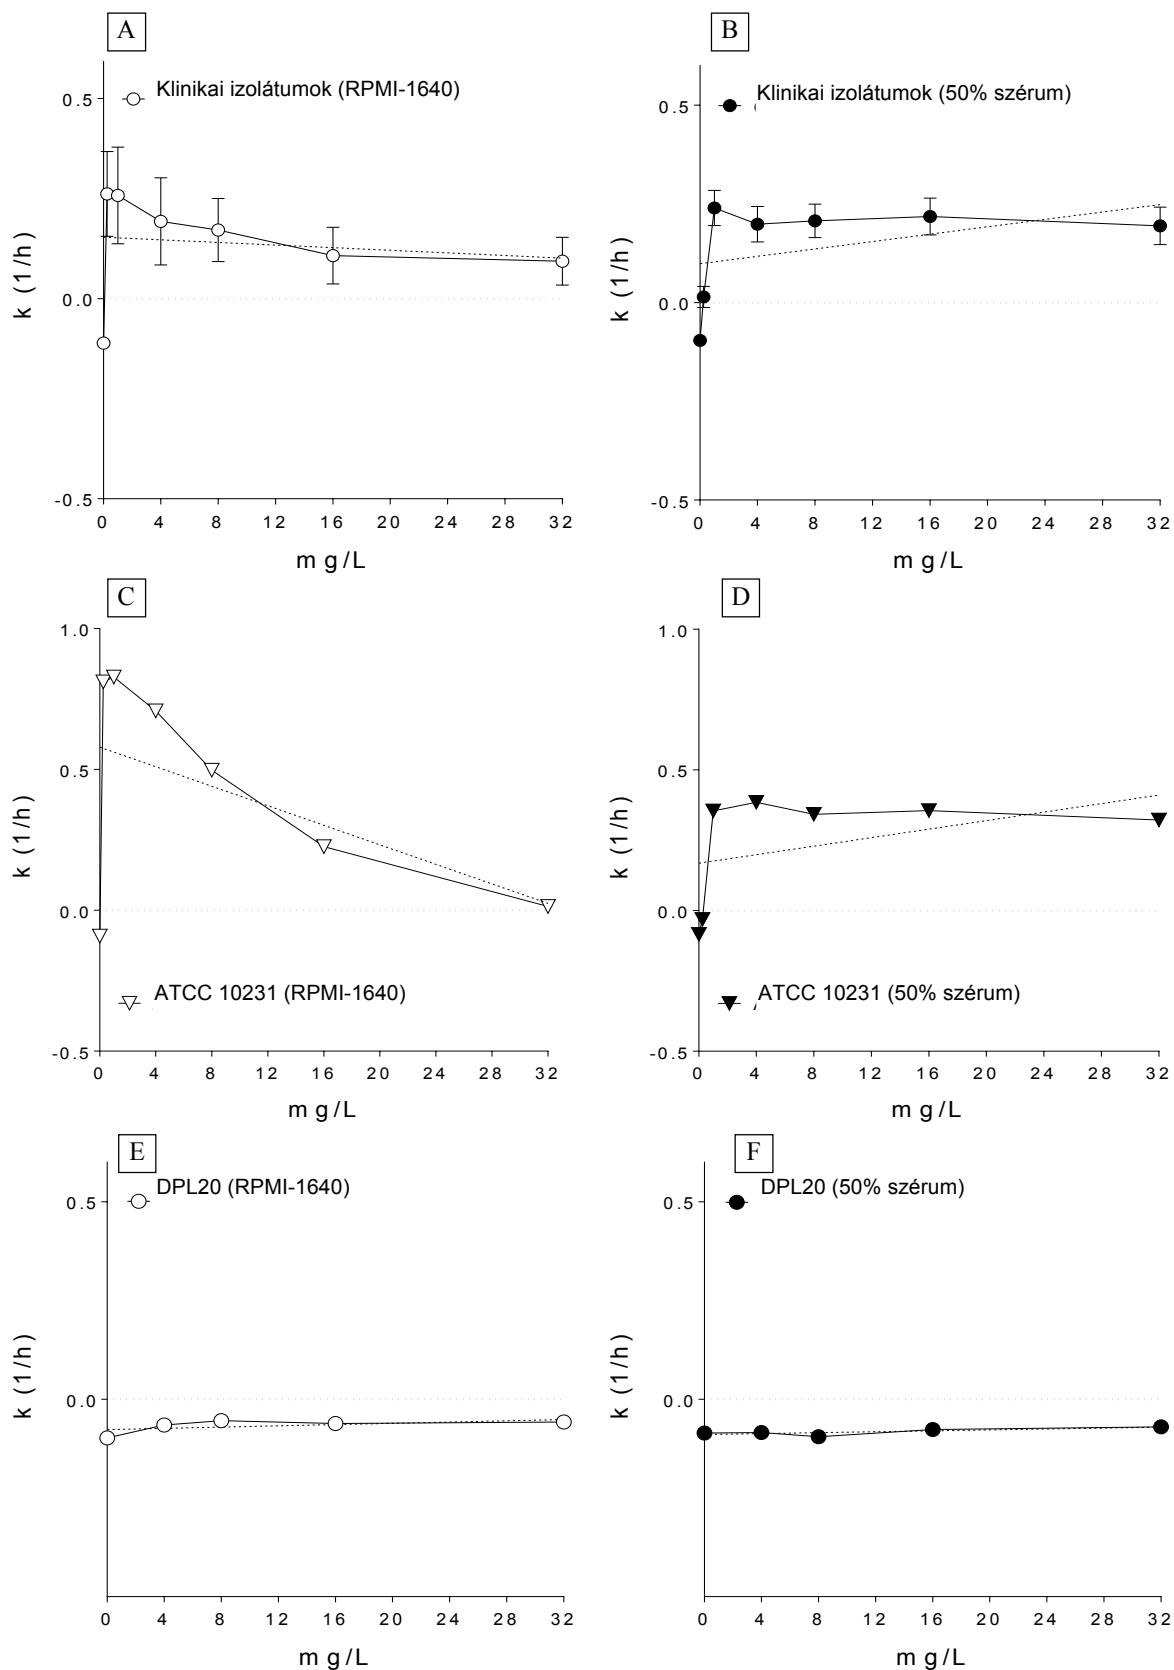 A
Klinikai izolátumok (RPMI-1640)
0.5
0.0
-0.5
k (1/h)
0 4 8 12 16 20 24 28 32
mg/L
B
Klinikai izolátumok (50% szérum)
0.5
0.0
-0.5
k (1/h)
0 4 8 12 16 20 24 28 32
mg/L
C
1.0
0.5
0.0
-0.5
k (1/h)
ATCC 10231 (RPMI-1640)
0 4 8 12 16 20 24 28 32
mg/L
D
1.0
0.5
0.0
-0.5
k (1/h)
ATCC 10231 (50% szérum)
0 4 8 12 16 20 24 28 32
mg/L
E
DPL20 (RPMI-1640)
0.5
0.0
k (1/h)
0 4 8 12 16 20 24 28 32
mg/L
F
DPL20 (50% szérum)
0.5
0.0
k (1/h)
0 4 8 12 16 20 24 28 32
mg/L